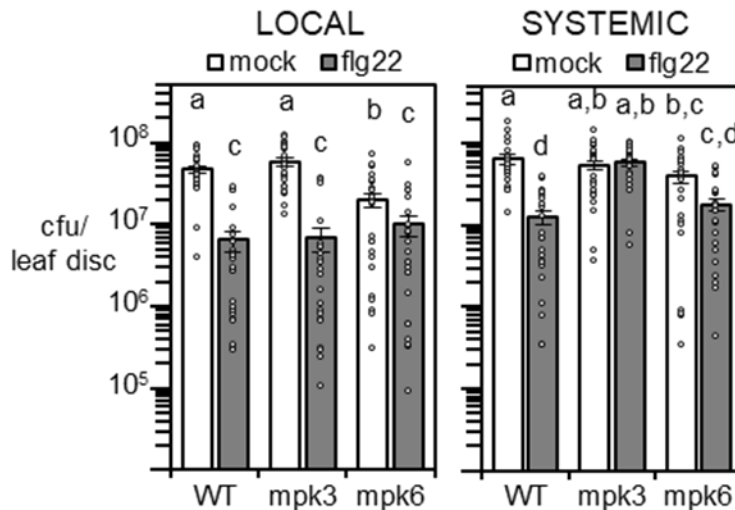 LOCAL
mock flg22
a c a c b c
10⁸
10⁷
10⁶
10⁵
cfu/
leaf disc
WT mpk3 mpk6
SYSTEMIC
mock flg22
a d a,b a,b b,c c,d
WT mpk3 mpk6